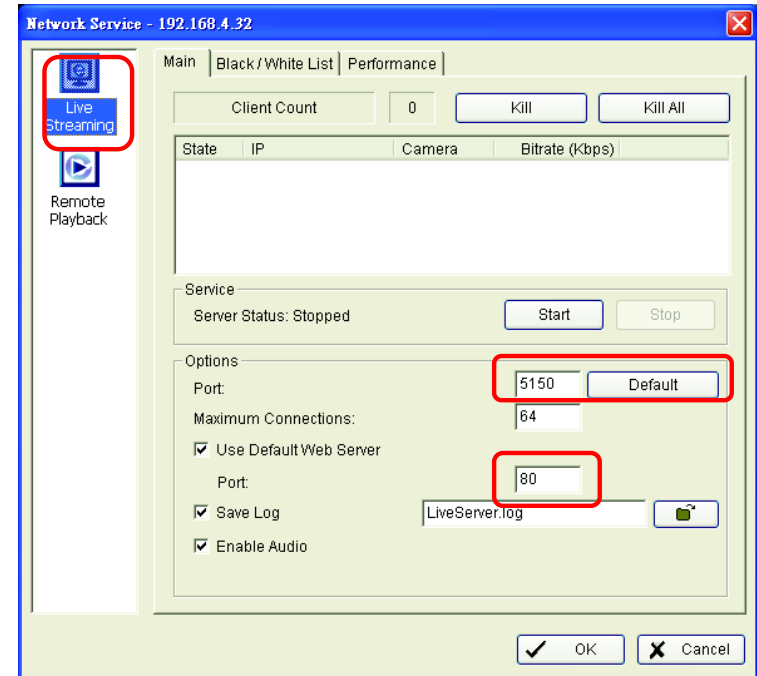 Network Service - 192.168.4.32
Live Streaming
Remote Playback
Main Black / White List Performance
Client Count 0 Kill Kill All
State IP Camera Bitrate (Kbps)
Service
Server Status: Stopped Start Stop
Options
Port: 5150 Default
Maximum Connections: 64
Use Default Web Server
Port: 80
Save Log LiveServer.log
Enable Audio
OK Cancel